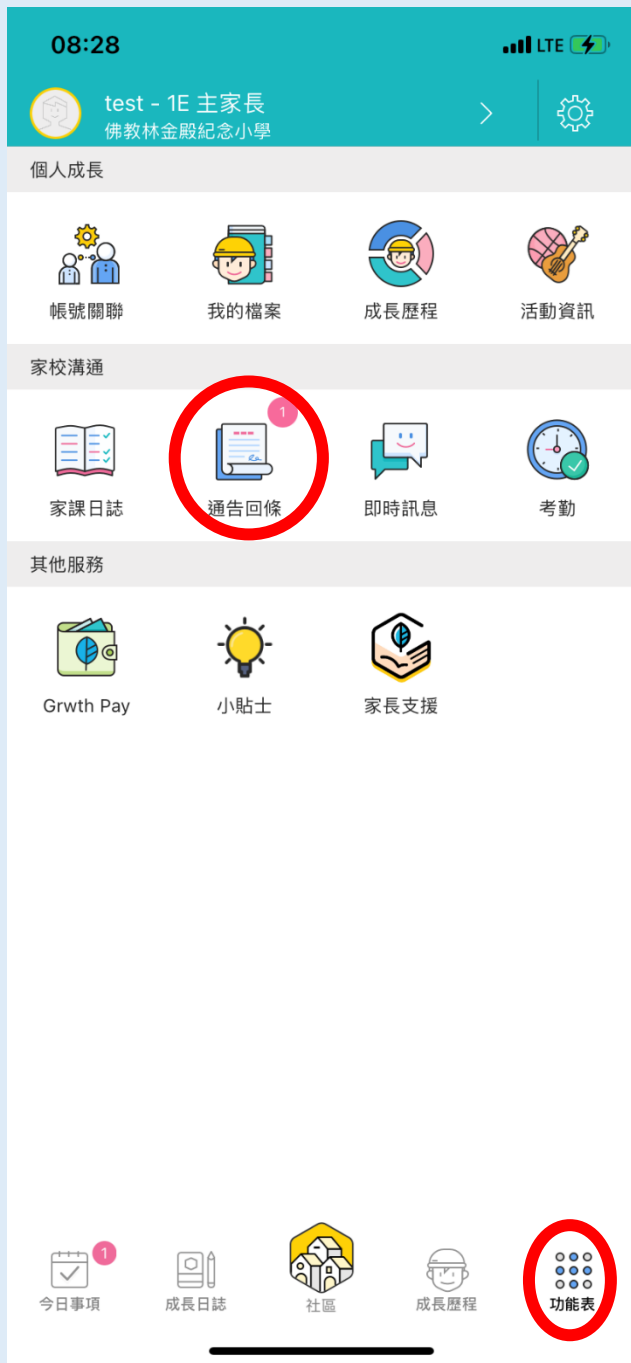 08:28
LTE
test - 1E 主家長
佛教林金殿紀念小學
個人成長
帳號關聯 我的檔案 成長歷程 活動資訊
家校溝通
1
家課日誌 通告回條 即時訊息 考勤
其他服務
Grwth Pay 小貼士 家長支援
1
今日事項 成長日誌 社區 成長歷程 功能表